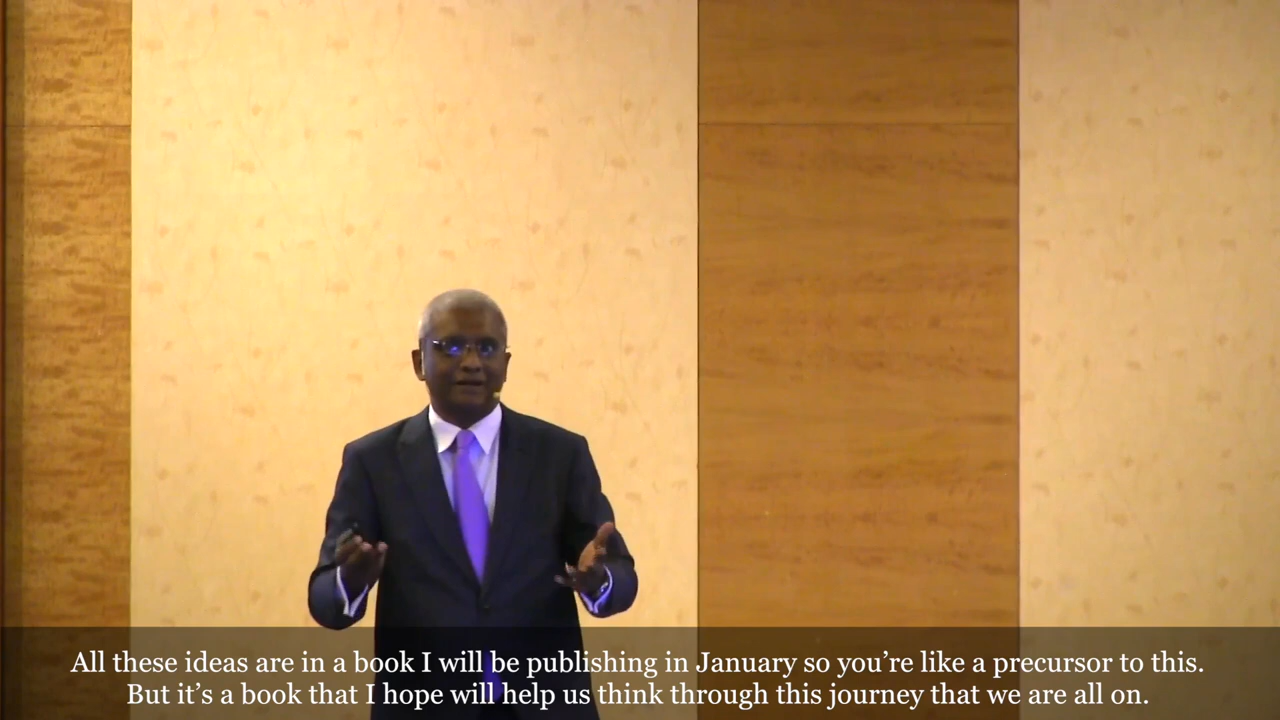 All these ideas are in a book I will be publishing in January so you’re like a precursor to this.
But it’s a book that I hope will help us think through this journey that we are all on.